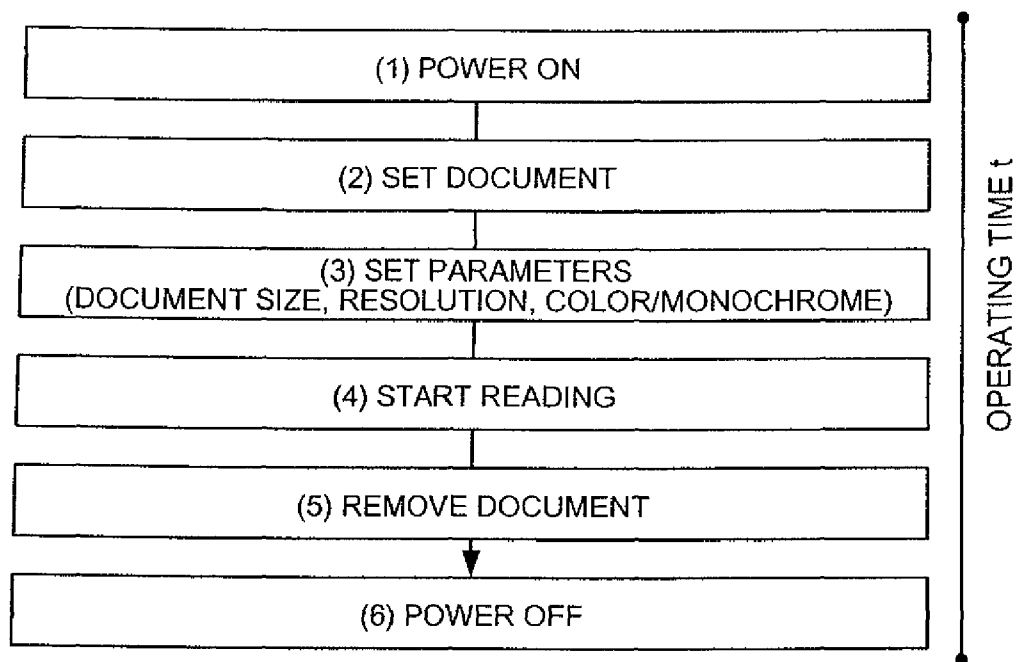 (1) POWER ON
(2) SET DOCUMENT
(3) SET PARAMETERS
(DOCUMENT SIZE, RESOLUTION, COLOR/MONOCHROME)
(4) START READING
(5) REMOVE DOCUMENT
(6) POWER OFF
OPERATING TIME t